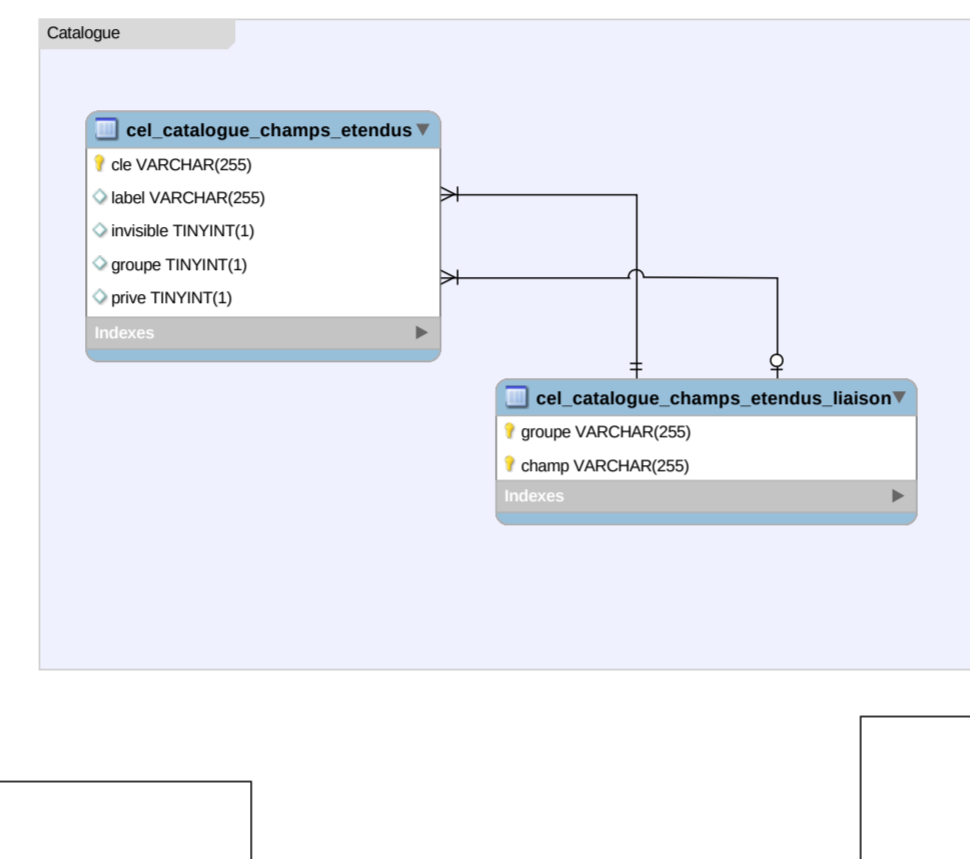 Catalogue
cel_catalogue_champs_etendus
cle VARCHAR(255)
label VARCHAR(255)
invisible TINYINT(1)
groupe TINYINT(1)
prive TINYINT(1)
Indexes
cel_catalogue_champs_etendus_liaison
groupe VARCHAR(255)
champ VARCHAR(255)
Indexes